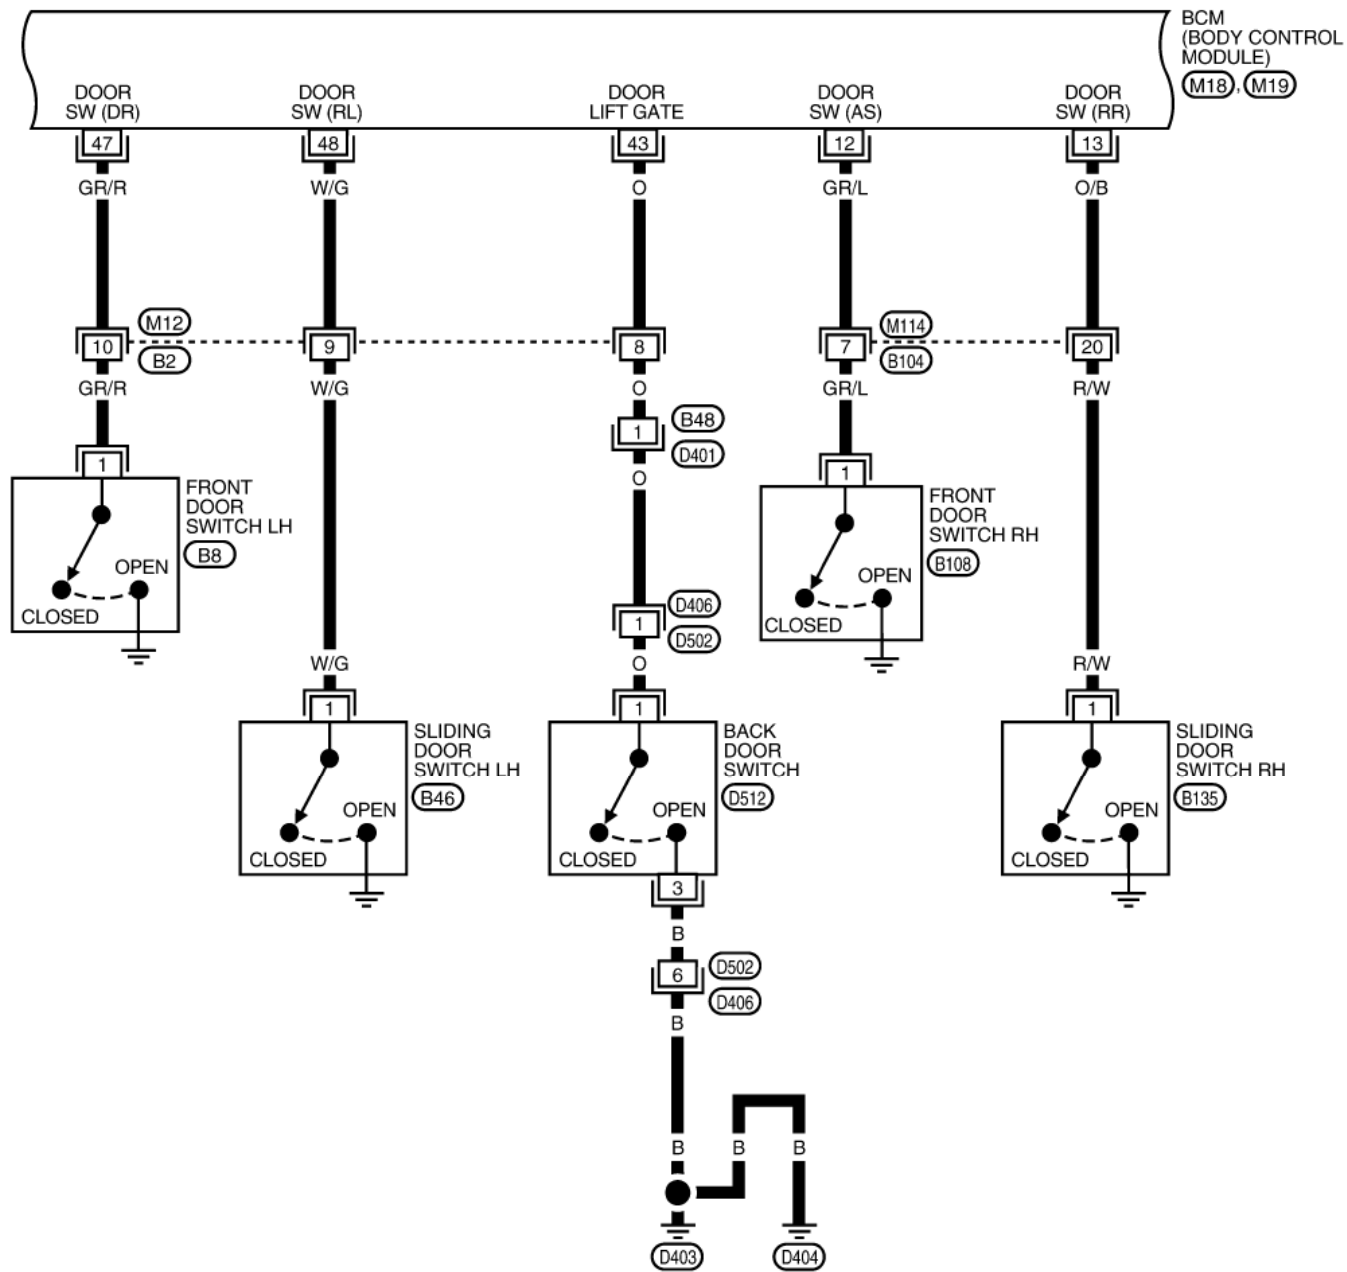 BCM
(BODY CONTROL
MODULE)
M18, M19
DOOR
SW (DR)
DOOR
SW (RL)
DOOR
LIFT GATE
DOOR
SW (AS)
DOOR
SW (RR)
47
48
43
12
13
GR/R
W/G
O
GR/L
O/B
M12
M114
10
9
8
7
20
B2
B104
GR/R
W/G
O
GR/L
R/W
B48
1
D401
O
1
1
FRONT
DOOR
SWITCH LH
B8
OPEN
CLOSED
FRONT
DOOR
SWITCH RH
B108
OPEN
CLOSED
D406
1
D502
W/G
O
R/W
1
1
1
SLIDING
DOOR
SWITCH LH
B46
OPEN
CLOSED
BACK
DOOR
SWITCH
D512
OPEN
CLOSED
SLIDING
DOOR
SWITCH RH
B135
OPEN
CLOSED
3
B
D502
6
D406
B
B
B
B
D403
D404